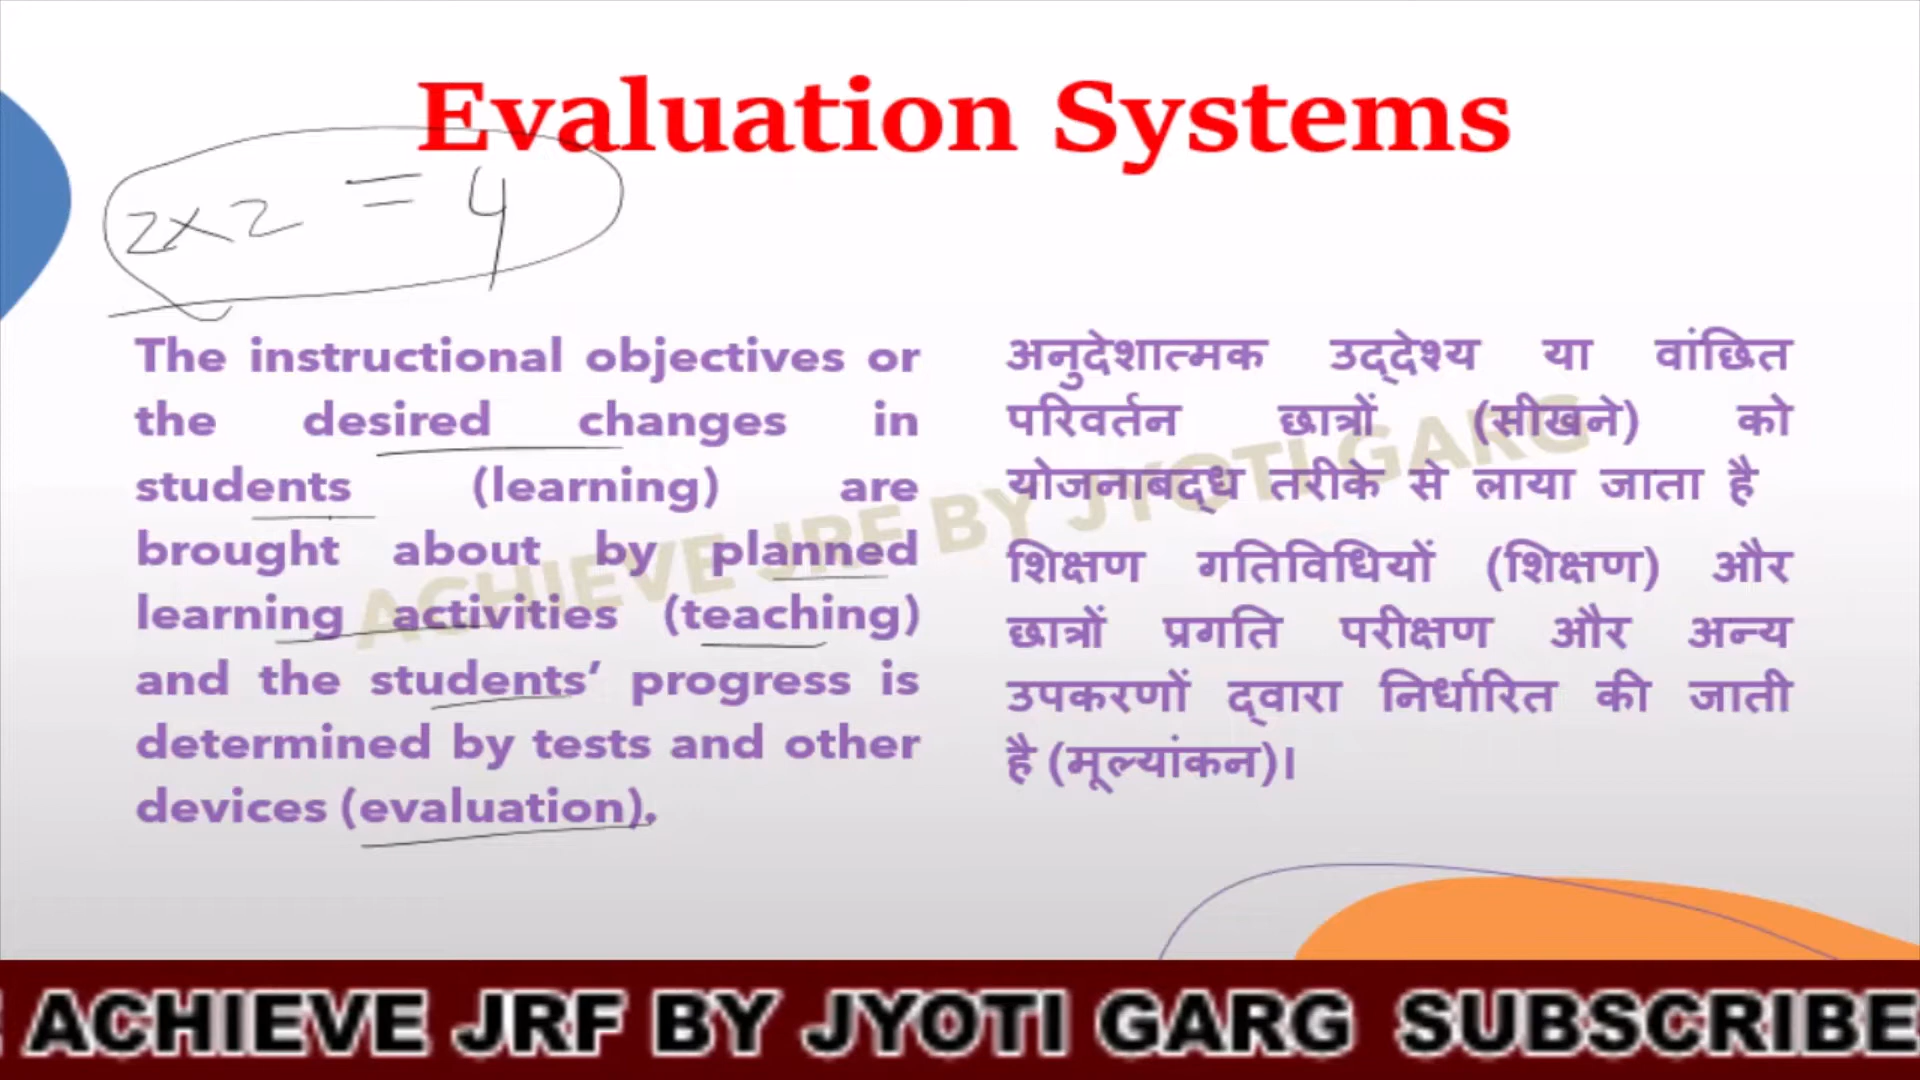 Evaluation Systems
2x2 = 4
The instructional objectives or
the desired changes in
students (learning) are
brought about by planned
learning activities (teaching)
and the students’ progress is
determined by tests and other
devices (evaluation).
अनुदेशात्मक उद्देश्य या वांछित
परिवर्तन छात्रों (सीखने) को
योजनाबद्ध तरीके से लाया जाता है
शिक्षण गतिविधियों (शिक्षण) और
छात्रों प्रगति परीक्षण और अन्य
उपकरणों द्वारा निर्धारित की जाती
है (मूल्यांकन)।
ACHIEVE JRF BY JYOTI GARG
ACHIEVE JRF BY JYOTI GARG SUBSCRIBE